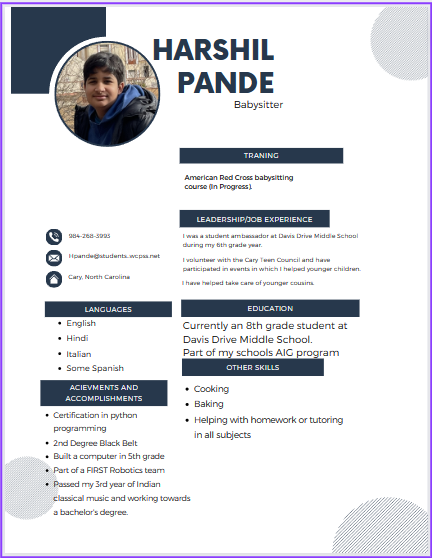 HARSHIL
PANDE
Babysitter
TRANING
American Red Cross babysitting
course (In Progress).
LEADERSHIP/JOB EXPERIENCE
I was a student ambassador at Davis Drive Middle School
during my 6th grade year.
I volunteer with the Cary Teen Council and have
participated in events in which I helped younger children.
I have helped take care of younger cousins.
984-268-3993
Hpande@students.wcpss.net
Cary, North Carolina
LANGUAGES
English
Hindi
Italian
Some Spanish
EDUCATION
Currently an 8th grade student at
Davis Drive Middle School.
Part of my schools AIG program
OTHER SKILLS
Cooking
Baking
Helping with homework or tutoring
in all subjects
ACIEVMENTS AND
ACCOMPLISHMENTS
Certification in python
programming
2nd Degree Black Belt
Built a computer in 5th grade
Part of a FIRST Robotics team
Passed my 3rd year of Indian
classical music and working towards
a bachelor's degree.